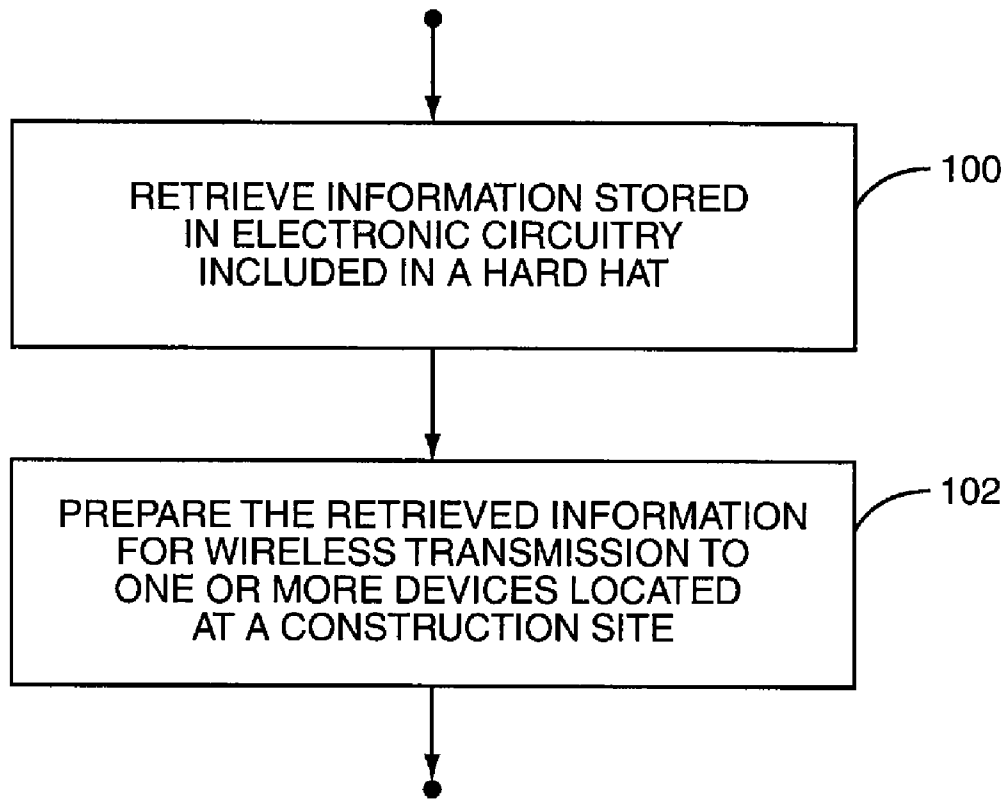 RETRIEVE INFORMATION STORED
IN ELECTRONIC CIRCUITRY
INCLUDED IN A HARD HAT
100
PREPARE THE RETRIEVED INFORMATION
FOR WIRELESS TRANSMISSION TO
ONE OR MORE DEVICES LOCATED
AT A CONSTRUCTION SITE
102